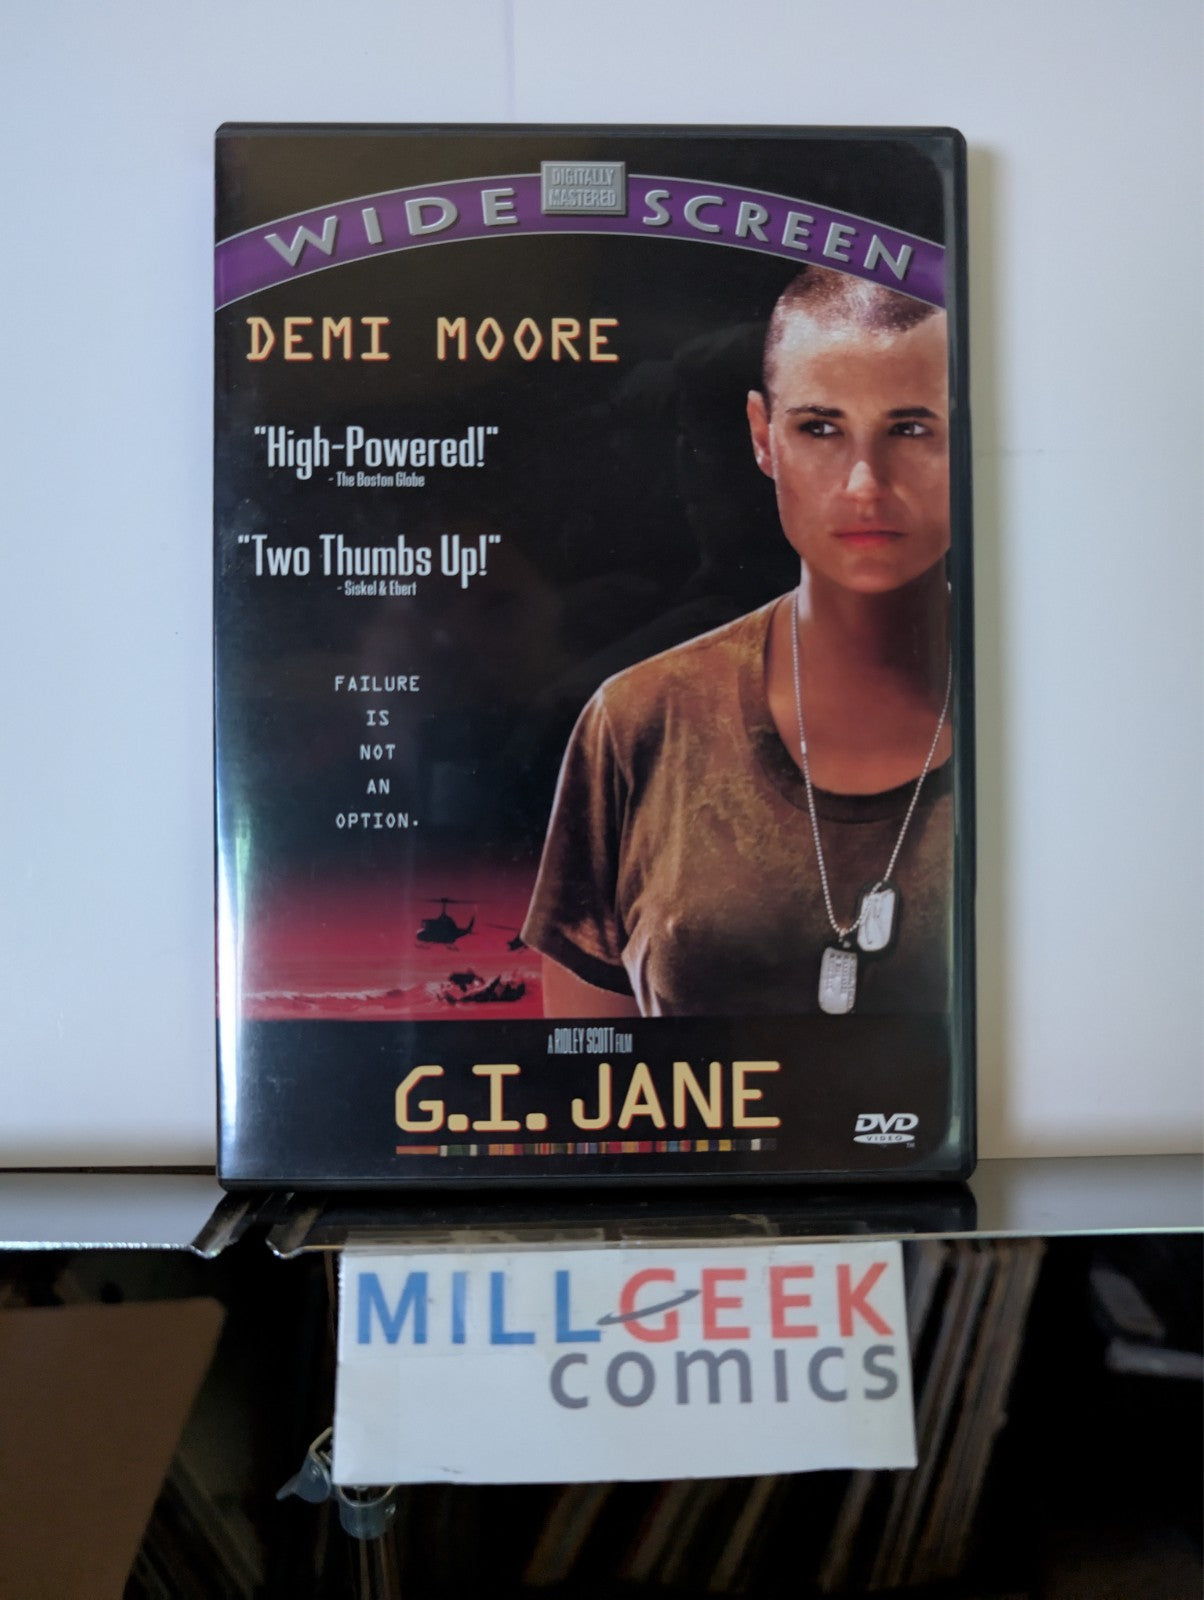 WIDE SCREEN
DIGITALLY
MASTERED
DEMI MOORE
"High-Powered!"
- The Boston Globe
"Two Thumbs Up!"
- Siskel & Ebert
FAILURE
IS
NOT
AN
OPTION.
A RIDLEY SCOTT FILM
G.I. JANE
DVD
VIDEO
TM
MILLGEEK
comics